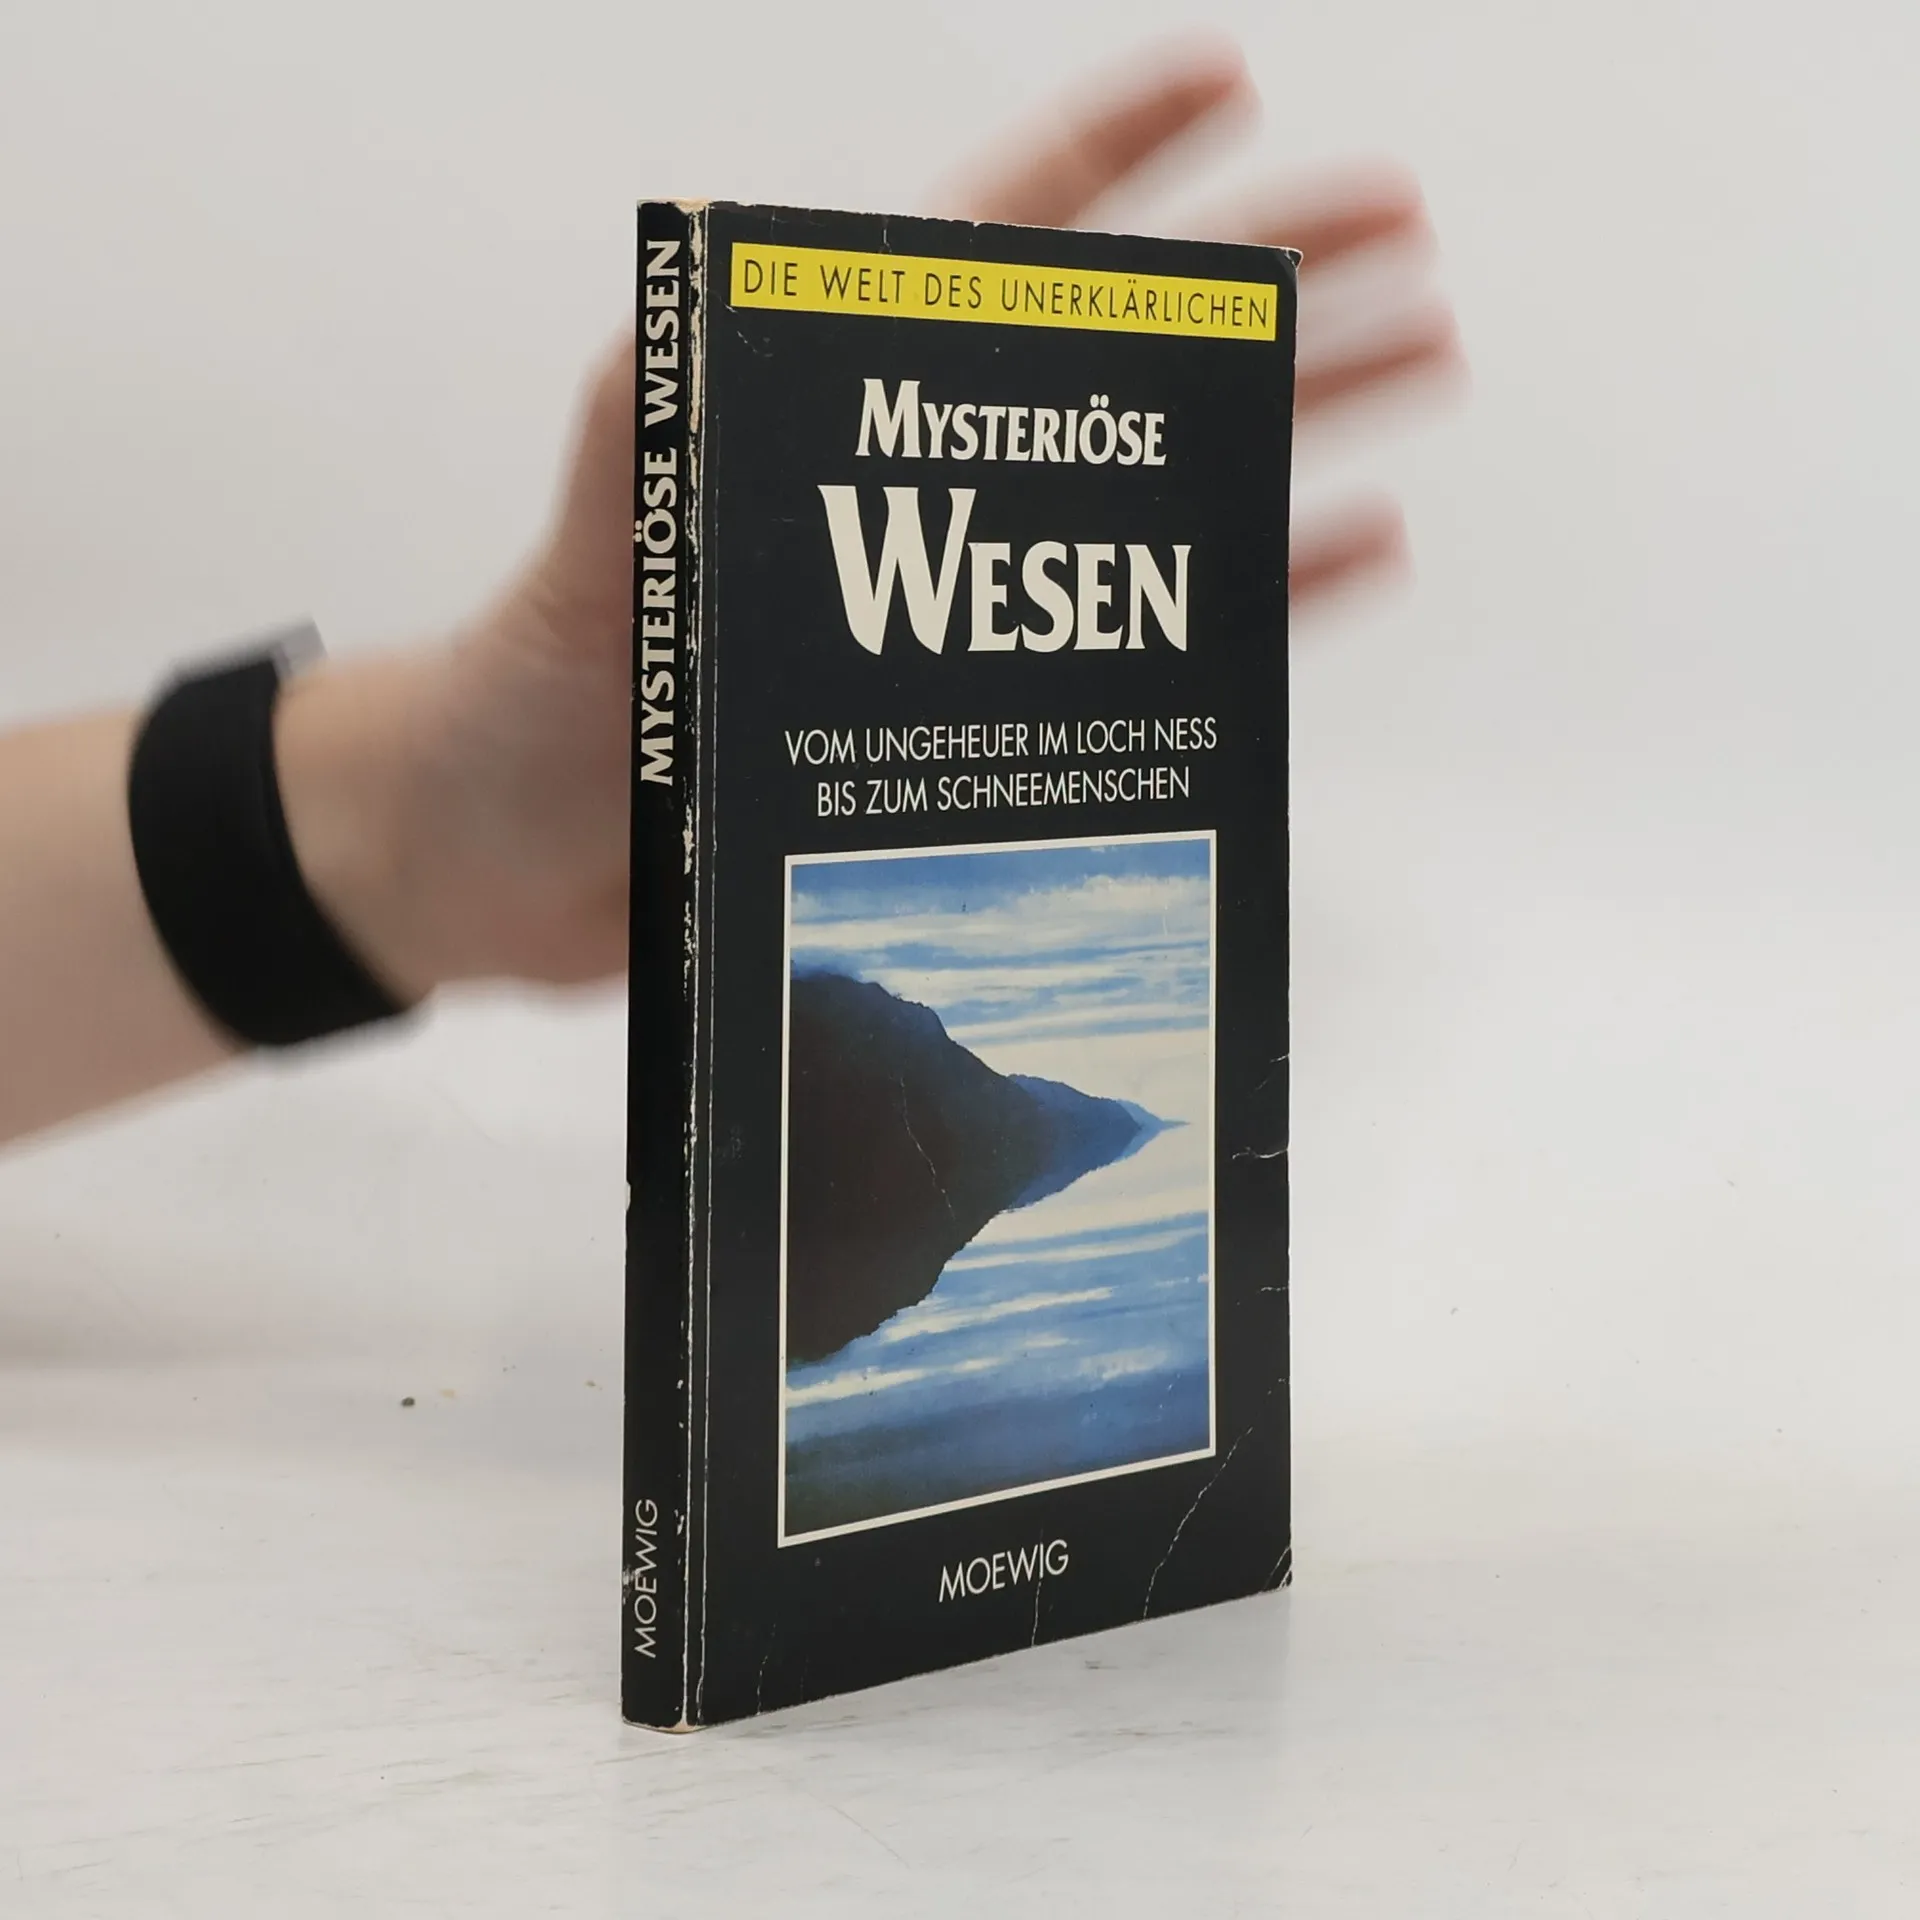 DIE WELT DES UNERKLÄRLICHEN
MYSTERIÖSE
WESEN
VOM UNGEHEUER IM LOCH NESS
BIS ZUM SCHNEEMENSCHEN
MOEWIG
MYSTERIÖSE WESEN
MOEWIG